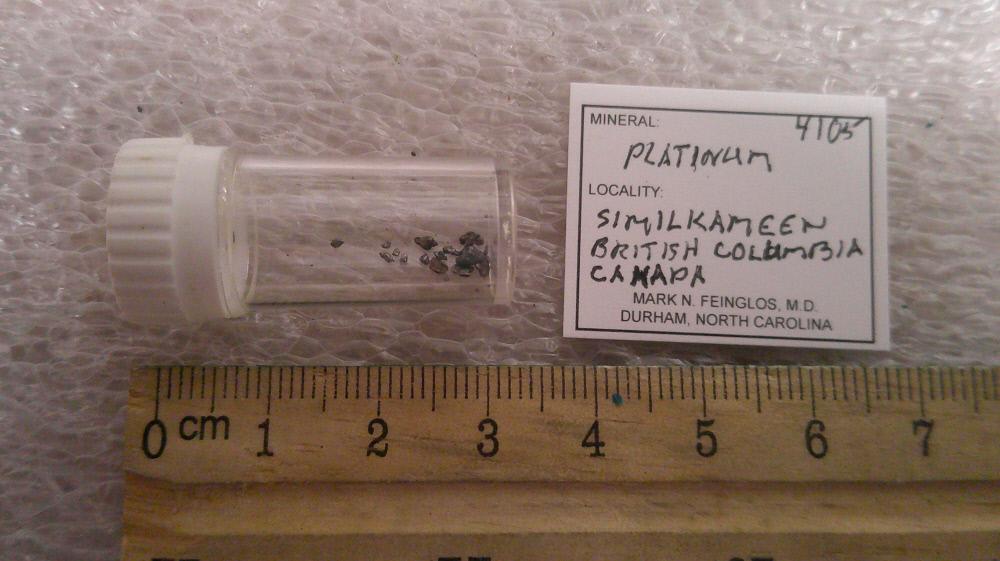 MINERAL: 4105
PLATINUM
LOCALITY:
SIMILKAMEEN
BRITISH COLUMBIA
CANADA
MARK N. FEINGLOS, M.D.
DURHAM, NORTH CAROLINA
0 cm 1 2 3 4 5 6 7